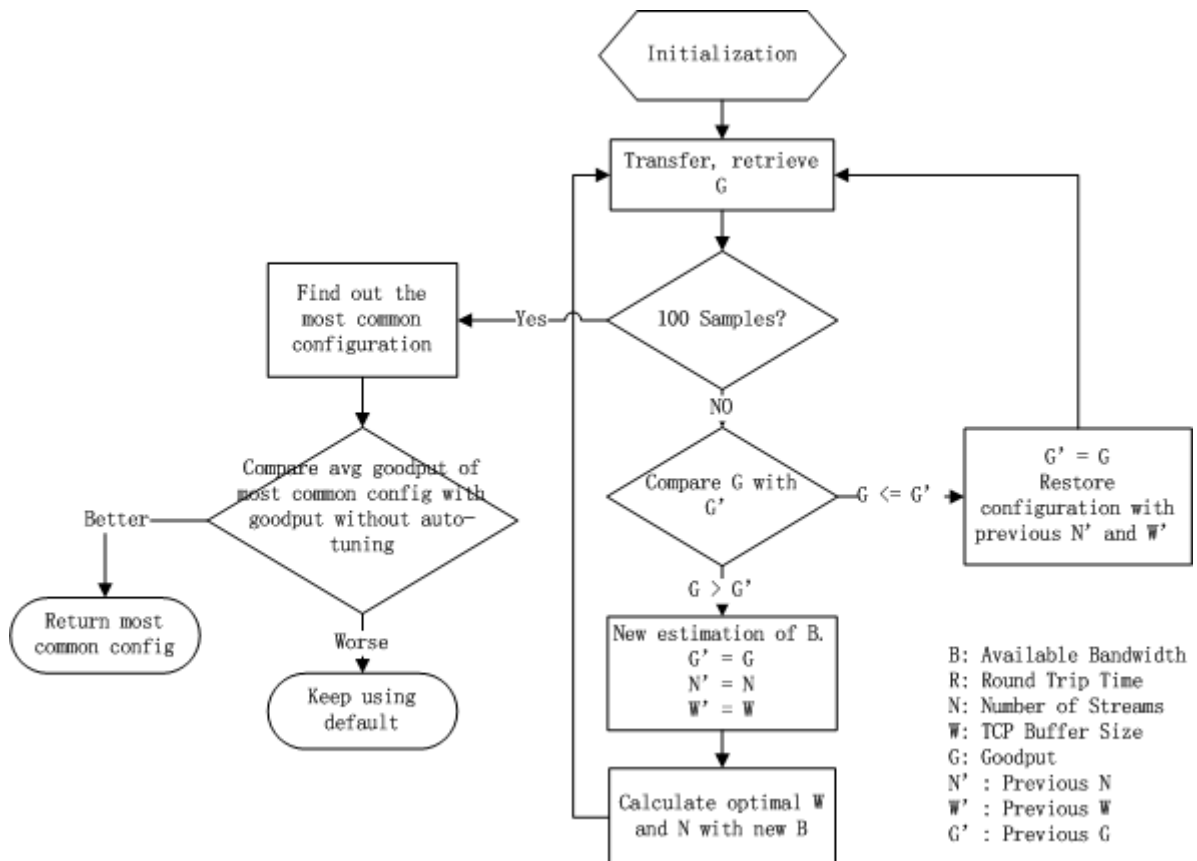 Initialization
Transfer, retrieve
G
100 Samples?
Yes
Find out the
most common
configuration
NO
Compare G with
G'
G <= G'
G' = G
Restore
configuration with
previous N' and W'
Compare avg goodput of
most common config with
goodput without auto-
tuning
Better
Return most
common config
Worse
Keep using
default
G > G'
New estimation of B.
G' = G
N' = N
W' = W
Calculate optimal W
and N with new B
B: Available Bandwidth
R: Round Trip Time
N: Number of Streams
W: TCP Buffer Size
G: Goodput
N' : Previous N
W' : Previous W
G' : Previous G